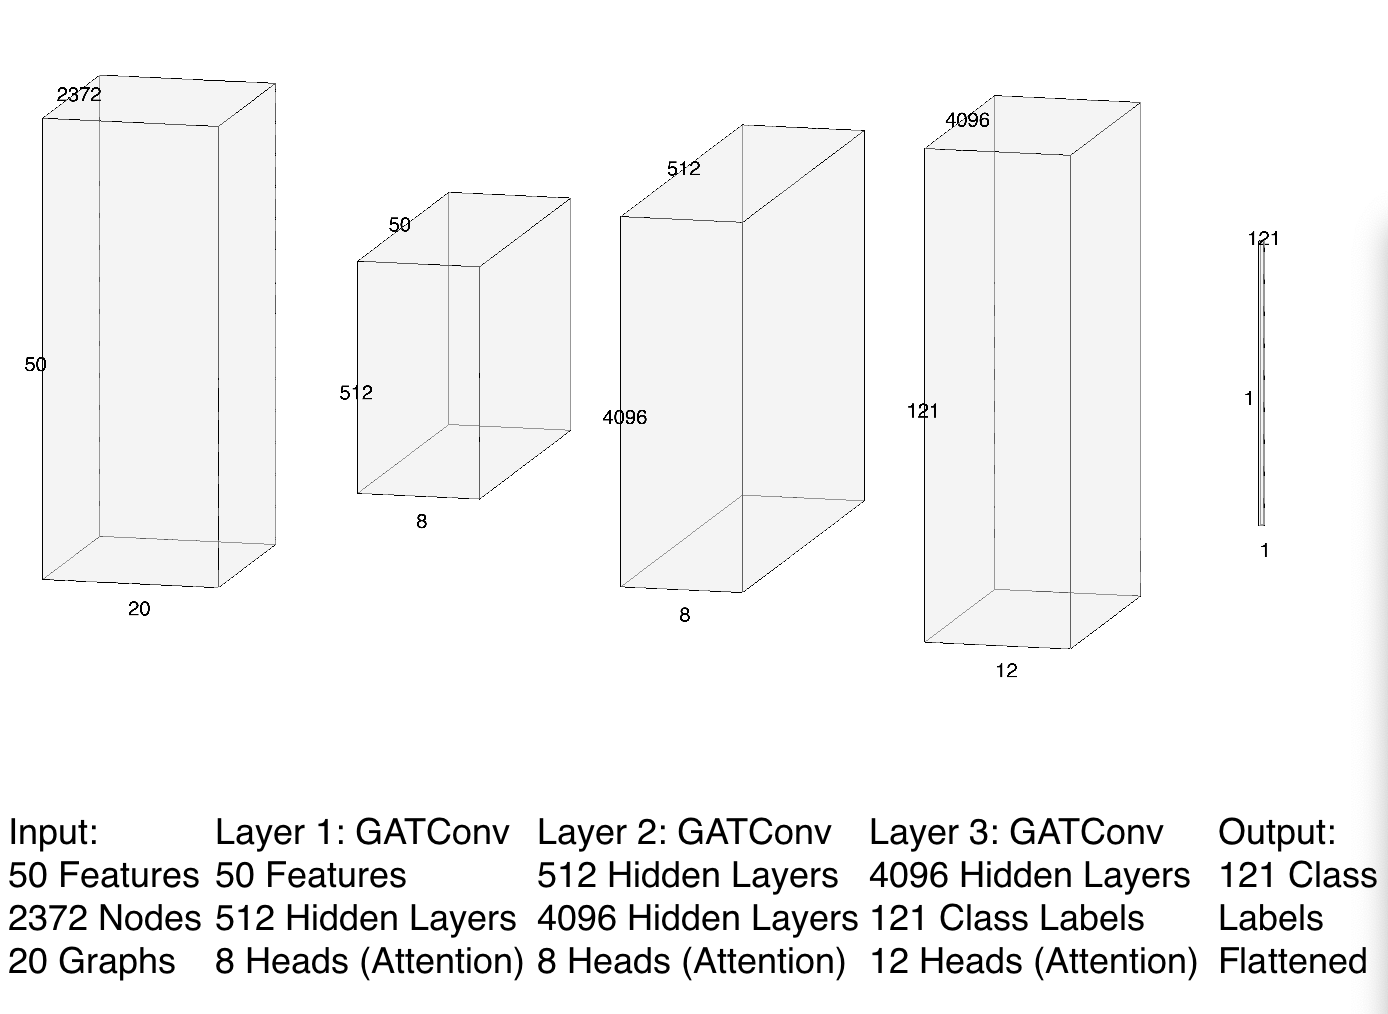 2372
50
20
50
512
8
512
4096
8
4096
121
12
121
1
1
Input:
50 Features
2372 Nodes
20 Graphs
Layer 1: GATConv
50 Features
512 Hidden Layers
8 Heads (Attention)
Layer 2: GATConv
512 Hidden Layers
4096 Hidden Layers
8 Heads (Attention)
Layer 3: GATConv
4096 Hidden Layers
121 Class Labels
12 Heads (Attention)
Output:
121 Class
Labels
Flattened